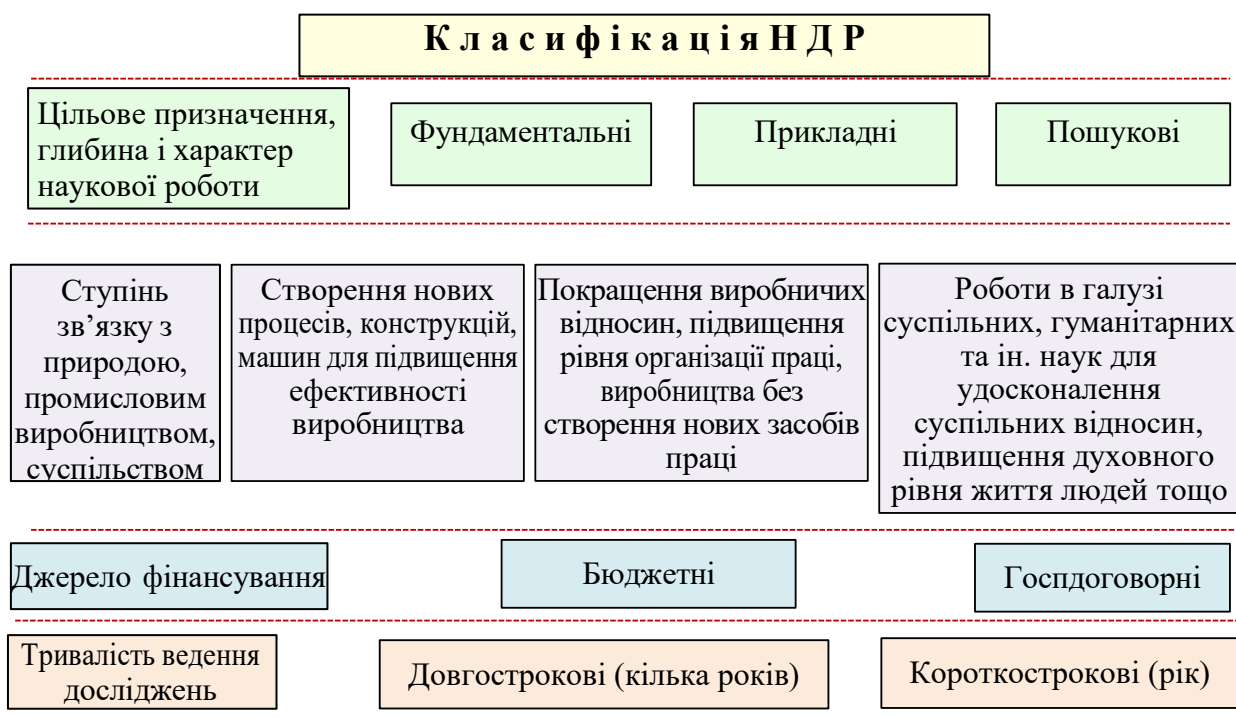 К л а с и ф і к а ц і я Н Д Р
Цільове призначення,
глибина і характер
наукової роботи
Фундаментальні
Прикладні
Пошукові
Ступінь
зв’язку з
природою,
промисловим
виробництвом,
суспільством
Створення нових
процесів, конструкцій,
машин для підвищення
ефективності
виробництва
Покращення виробничих
відносин, підвищення
рівня організації праці,
виробництва без
створення нових засобів
праці
Роботи в галузі
суспільних, гуманітарних
та ін. наук для
удосконалення
суспільних відносин,
підвищення духовного
рівня життя людей тощо
Джерело фінансування
Бюджетні
Госпдоговорні
Тривалість ведення
досліджень
Довгострокові (кілька років)
Короткострокові (рік)